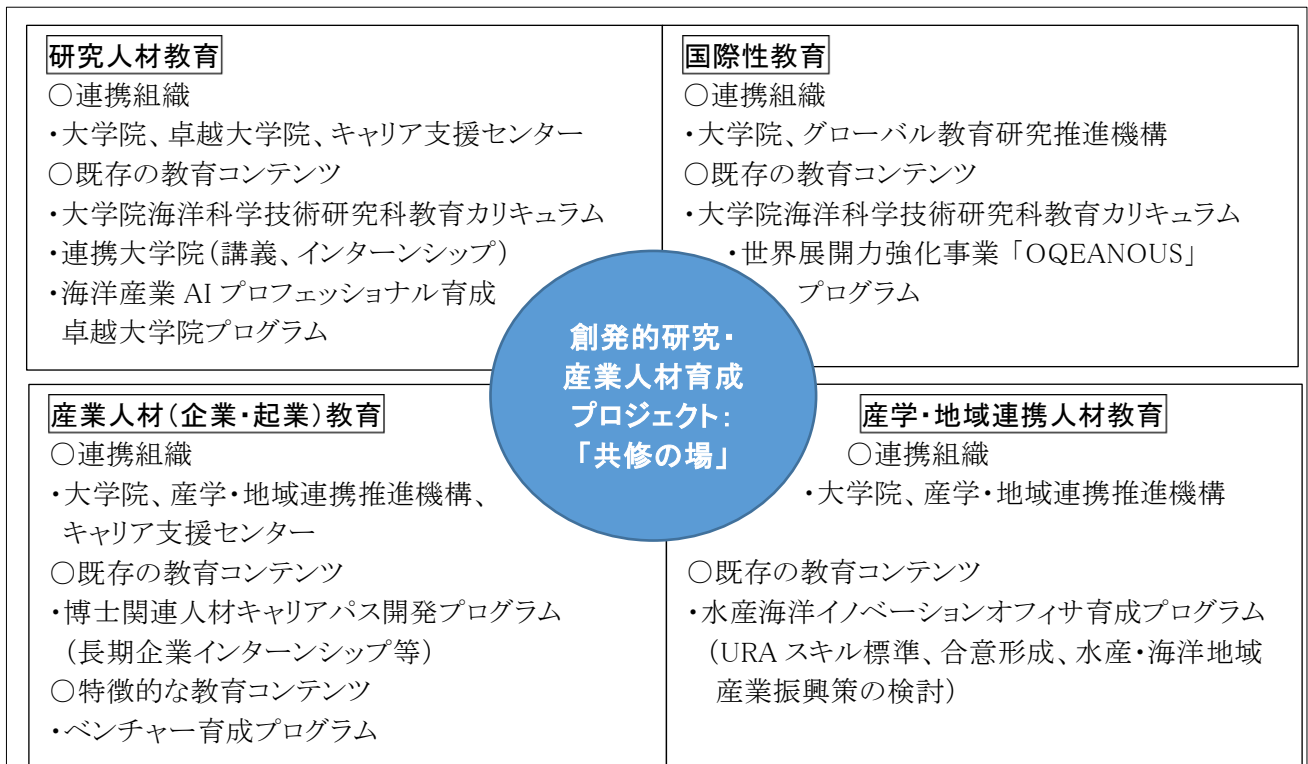 研究人材教育
○連携組織
・大学院、卓越大学院、キャリア支援センター
○既存の教育コンテンツ
・大学院海洋科学技術研究科教育カリキュラム
・連携大学院(講義、インターンシップ)
・海洋産業 AI プロフェッショナル育成
卓越大学院プログラム
国際性教育
○連携組織
・大学院、グローバル教育研究推進機構
○既存の教育コンテンツ
・大学院海洋科学技術研究科教育カリキュラム
・世界展開力強化事業「OQEANOUS」
プログラム
創発的研究・
産業人材育成
プロジェクト:
「共修の場」
産業人材(企業・起業)教育
○連携組織
・大学院、産学・地域連携推進機構、
キャリア支援センター
○既存の教育コンテンツ
・博士関連人材キャリアパス開発プログラム
(長期企業インターンシップ等)
○特徴的な教育コンテンツ
・ベンチャー育成プログラム
産学・地域連携人材教育
○連携組織
・大学院、産学・地域連携推進機構
○既存の教育コンテンツ
・水産海洋イノベーションオフィサ育成プログラム
(URA スキル標準、合意形成、水産・海洋地域
産業振興策の検討)